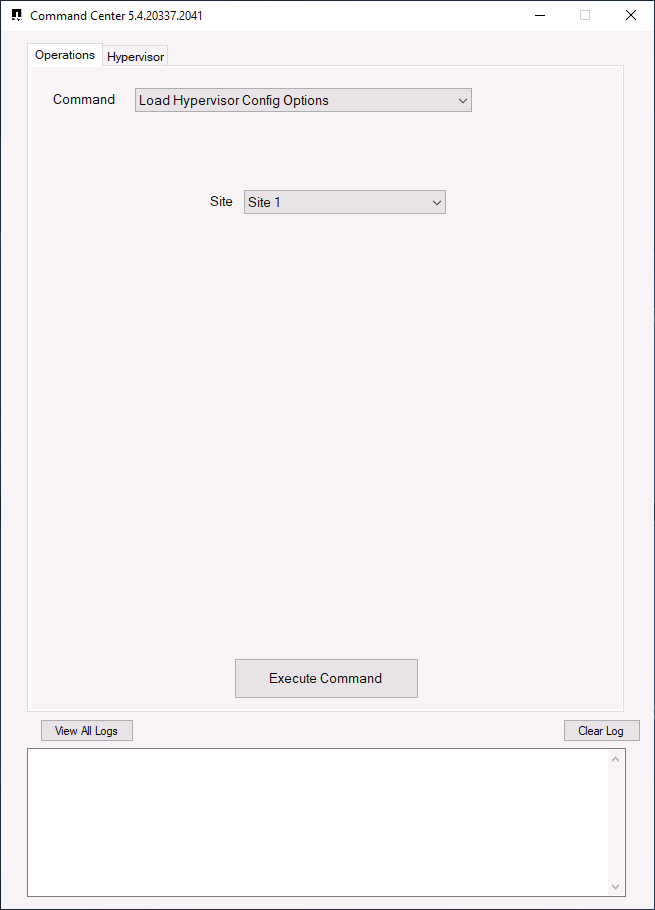 Command Center 5.4.20337.2041
Operations Hypervisor
Command Load Hypervisor Config Options
Site Site 1
Execute Command
View All Logs Clear Log